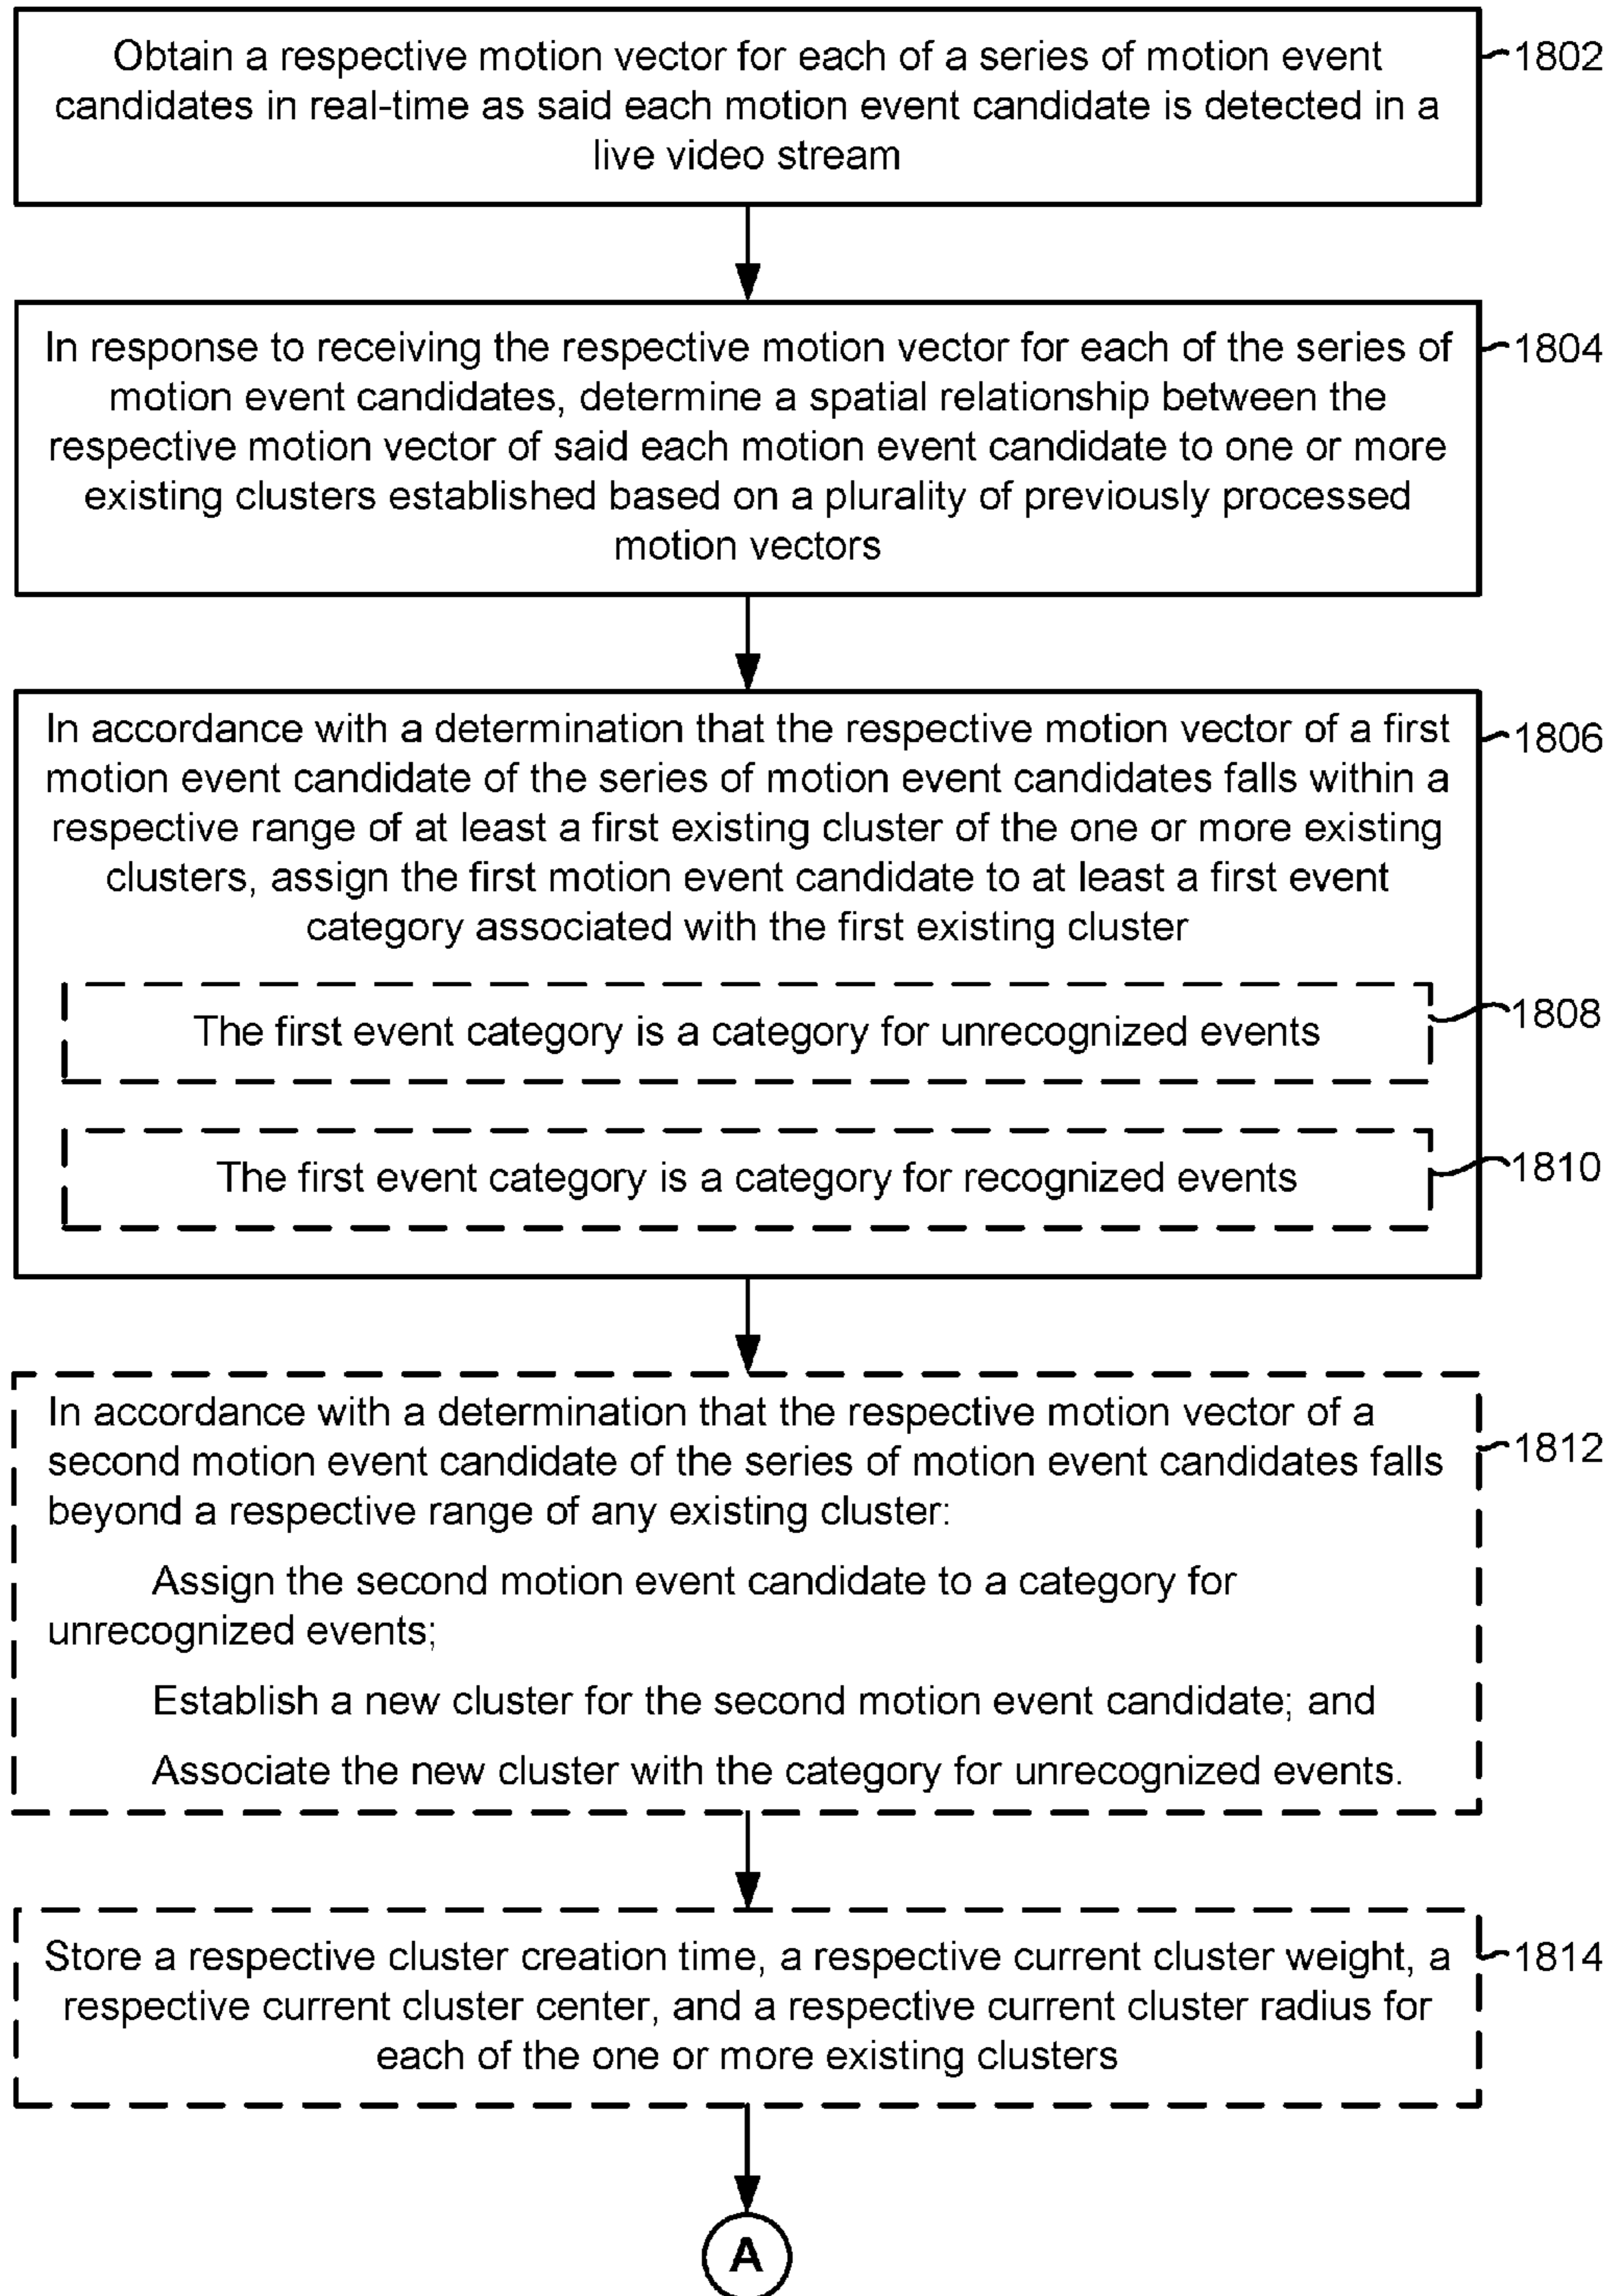 Obtain a respective motion vector for each of a series of motion event
candidates in real-time as said each motion event candidate is detected in a
live video stream
1802
In response to receiving the respective motion vector for each of the series of
motion event candidates, determine a spatial relationship between the
respective motion vector of said each motion event candidate to one or more
existing clusters established based on a plurality of previously processed
motion vectors
1804
In accordance with a determination that the respective motion vector of a first
motion event candidate of the series of motion event candidates falls within a
respective range of at least a first existing cluster of the one or more existing
clusters, assign the first motion event candidate to at least a first event
category associated with the first existing cluster
1806
The first event category is a category for unrecognized events
1808
The first event category is a category for recognized events
1810
In accordance with a determination that the respective motion vector of a
second motion event candidate of the series of motion event candidates falls
beyond a respective range of any existing cluster:
Assign the second motion event candidate to a category for
unrecognized events;
Establish a new cluster for the second motion event candidate; and
Associate the new cluster with the category for unrecognized events.
1812
Store a respective cluster creation time, a respective current cluster weight, a
respective current cluster center, and a respective current cluster radius for
each of the one or more existing clusters
1814
A